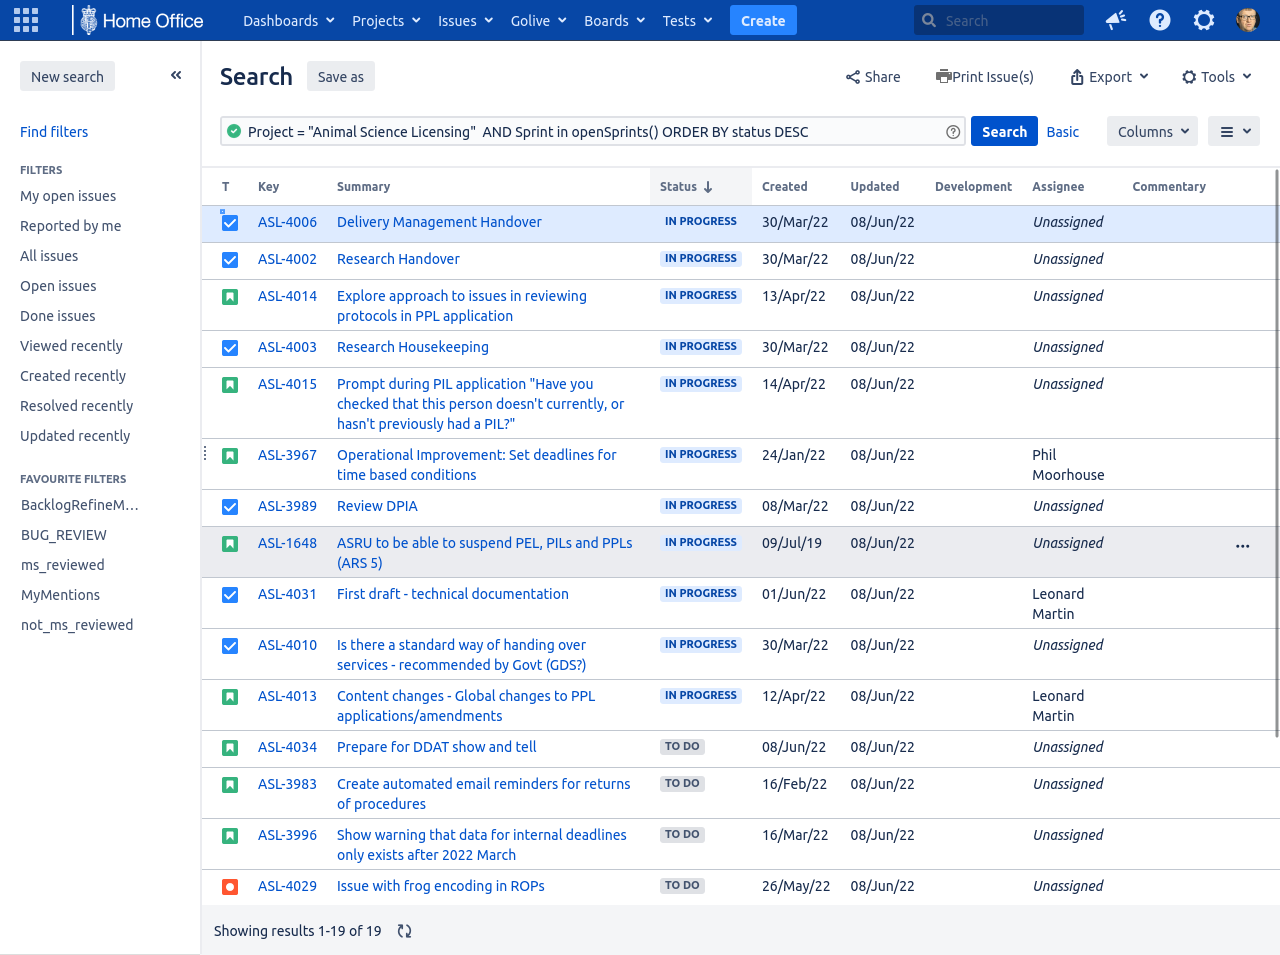 Home Office Dashboards Projects Issues Golive Boards Tests Create Search
New search
Search Save as Share Print Issue(s) Export Tools
Find filters
Project = "Animal Science Licensing"  AND Sprint in openSprints() ORDER BY status DESC Search Basic Columns
FILTERS
My open issues
Reported by me
All issues
Open issues
Done issues
Viewed recently
Created recently
Resolved recently
Updated recently
FAVOURITE FILTERS
BacklogRefineM...
BUG_REVIEW
ms_reviewed
MyMentions
not_ms_reviewed
T Key Summary Status Created Updated Development Assignee Commentary
ASL-4006 Delivery Management Handover IN PROGRESS 30/Mar/22 08/Jun/22 Unassigned
ASL-4002 Research Handover IN PROGRESS 30/Mar/22 08/Jun/22 Unassigned
ASL-4014 Explore approach to issues in reviewing IN PROGRESS 13/Apr/22 08/Jun/22 Unassigned
protocols in PPL application
ASL-4003 Research Housekeeping IN PROGRESS 30/Mar/22 08/Jun/22 Unassigned
ASL-4015 Prompt during PIL application "Have you IN PROGRESS 14/Apr/22 08/Jun/22 Unassigned
checked that this person doesn't currently, or
hasn't previously had a PIL?"
ASL-3967 Operational Improvement: Set deadlines for IN PROGRESS 24/Jan/22 08/Jun/22 Phil
time based conditions Moorhouse
ASL-3989 Review DPIA IN PROGRESS 08/Mar/22 08/Jun/22 Unassigned
ASL-1648 ASRU to be able to suspend PEL, PILs and PPLs IN PROGRESS 09/Jul/19 08/Jun/22 Unassigned
(ARS 5)
ASL-4031 First draft - technical documentation IN PROGRESS 01/Jun/22 08/Jun/22 Leonard
Martin
ASL-4010 Is there a standard way of handing over IN PROGRESS 30/Mar/22 08/Jun/22 Unassigned
services - recommended by Govt (GDS?)
ASL-4013 Content changes - Global changes to PPL IN PROGRESS 12/Apr/22 08/Jun/22 Leonard
applications/amendments Martin
ASL-4034 Prepare for DDAT show and tell TO DO 08/Jun/22 08/Jun/22 Unassigned
ASL-3983 Create automated email reminders for returns TO DO 16/Feb/22 08/Jun/22 Unassigned
of procedures
ASL-3996 Show warning that data for internal deadlines TO DO 16/Mar/22 08/Jun/22 Unassigned
only exists after 2022 March
ASL-4029 Issue with frog encoding in ROPs TO DO 26/May/22 08/Jun/22 Unassigned
Showing results 1-19 of 19